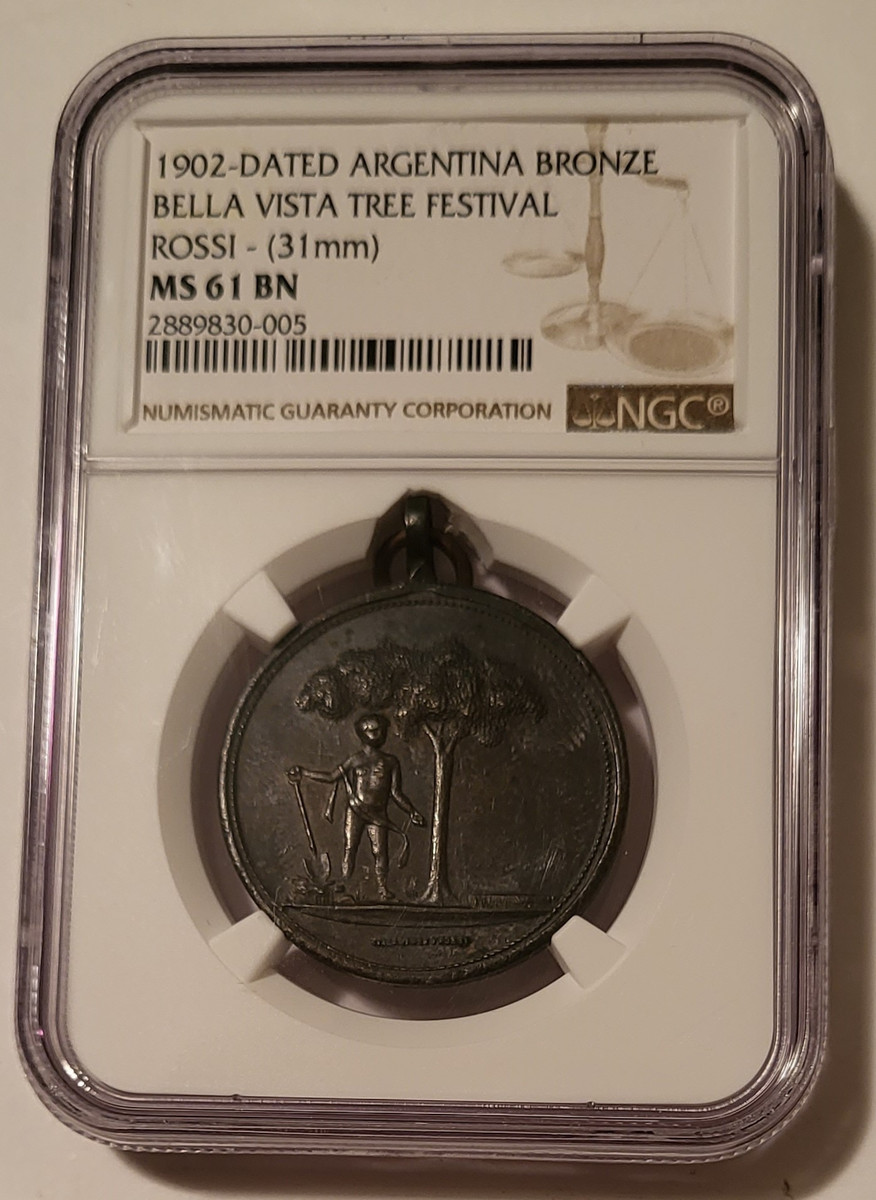 1902-DATED ARGENTINA BRONZE
BELLA VISTA TREE FESTIVAL
ROSSI - (31mm)
MS 61 BN
2889830-005
NUMISMATIC GUARANTY CORPORATION NGC®